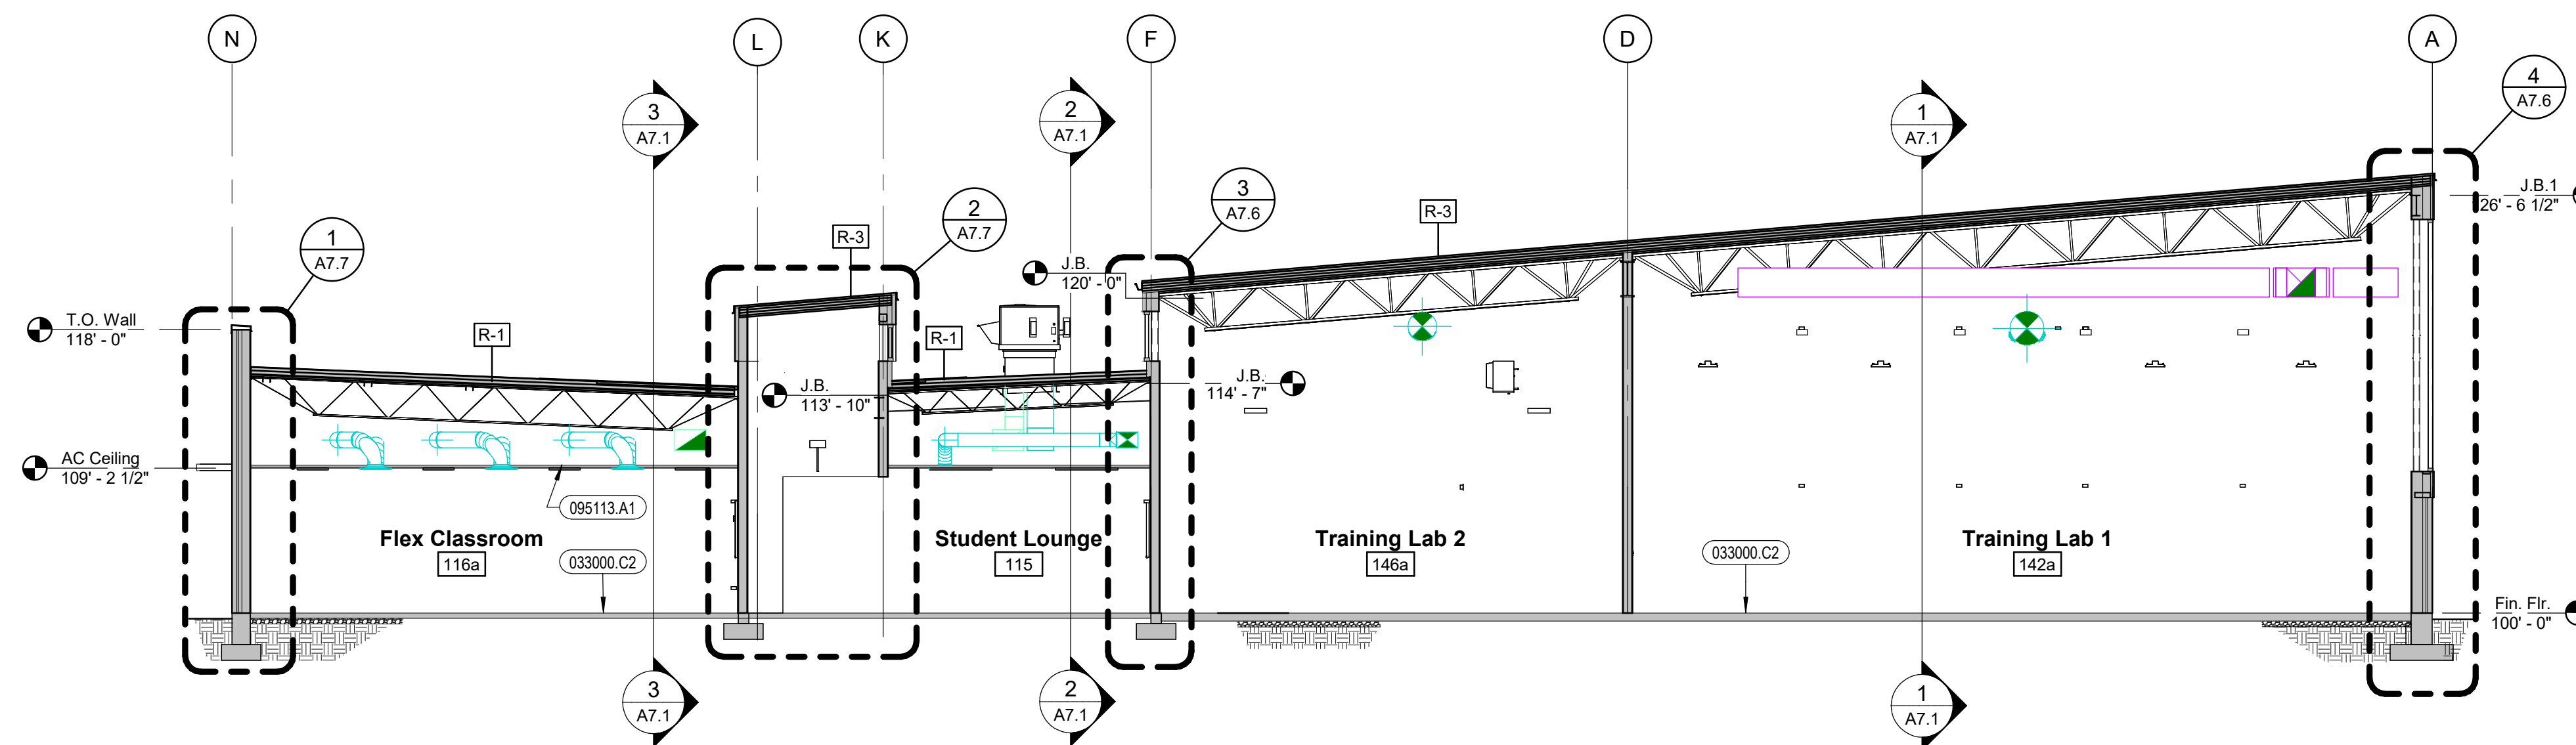 N
L
K
F
D
A
3
A7.1
2
A7.1
1
A7.1
4
A7.6
1
A7.7
R-3
2
A7.7
3
A7.6
R-3
J.B.1
26' - 6 1/2"
J.B.
120' - 0"
T.O. Wall
118' - 0"
R-1
R-1
J.B.
113' - 10"
J.B.
114' - 7"
AC Ceiling
109' - 2 1/2"
095113.A1
Flex Classroom
116a
033000.C2
Student Lounge
115
Training Lab 2
146a
033000.C2
Training Lab 1
142a
Fin. Flr.
100' - 0"
3
A7.1
2
A7.1
1
A7.1